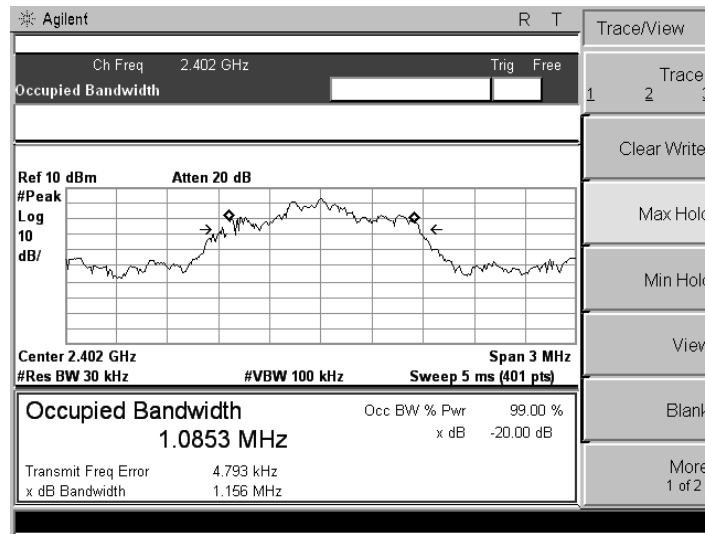 Agilent R T
Ch Freq 2.402 GHz Trig Free
Occupied Bandwidth
Ref 10 dBm Atten 20 dB
#Peak
Log
10
dB/
Center 2.402 GHz Span 3 MHz
#Res BW 30 kHz #VBW 100 kHz Sweep 5 ms (401 pts)
Occupied Bandwidth
1.0853 MHz
Occ BW % Pwr 99.00 %
x dB -20.00 dB
Transmit Freq Error 4.793 kHz
x dB Bandwidth 1.156 MHz
Trace/View
Trace
1 2
Clear Write
Max Hold
Min Hold
View
Blank
More
1 of 2